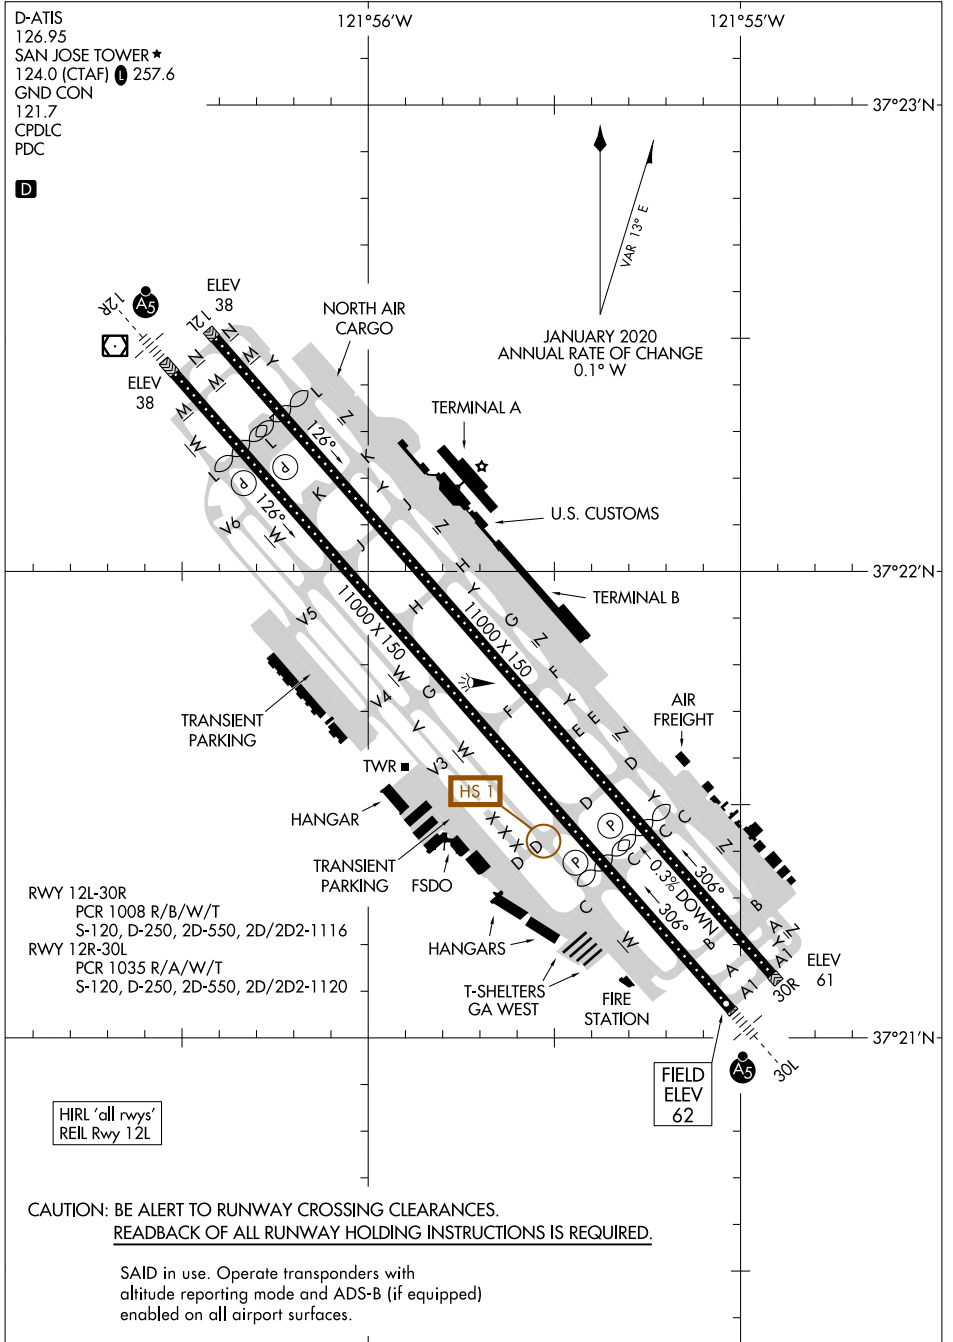 D-ATIS
126.95
SAN JOSE TOWER★
124.0 (CTAF) L 257.6
GND CON
121.7
CPDLC
PDC
D
121°56'W
121°55'W
37°23'N
VAR 13° E
JANUARY 2020
ANNUAL RATE OF CHANGE
0.1° W
12R
A5
ELEV
38
12L
ELEV
38
NORTH AIR
CARGO
TERMINAL A
U.S. CUSTOMS
37°22'N
TERMINAL B
N
N
W
Y
W
W
W
L
Z
126°
K
Y
J
Z
L
P
P
L
126°
K
V6
W
J
H
Y
G
Z
H
F
11000 X 150
11000 X 150
V5
W
V4
G
V
W
V3
F
Y
E
E
Z
D
TRANSIENT
PARKING
AIR
FREIGHT
TWR
HS 1
HANGAR
X
X
X
D
D
D
P
P
Y
C
C
C
Z
TRANSIENT
PARKING
FSDO
306°
0.3% DOWN
306°
C
W
B
B
A
Z
Y
A
A1
A1
RWY 12L-30R
PCR 1008 R/B/W/T
S-120, D-250, 2D-550, 2D/2D2-1116
RWY 12R-30L
PCR 1035 R/A/W/T
S-120, D-250, 2D-550, 2D/2D2-1120
HANGARS
T-SHELTERS
GA WEST
FIRE
STATION
30R
ELEV
61
37°21'N
30L
A5
FIELD
ELEV
62
HIRL 'all rwys'
REIL Rwy 12L
CAUTION: BE ALERT TO RUNWAY CROSSING CLEARANCES.
READBACK OF ALL RUNWAY HOLDING INSTRUCTIONS IS REQUIRED.
SAID in use. Operate transponders with
altitude reporting mode and ADS-B (if equipped)
enabled on all airport surfaces.